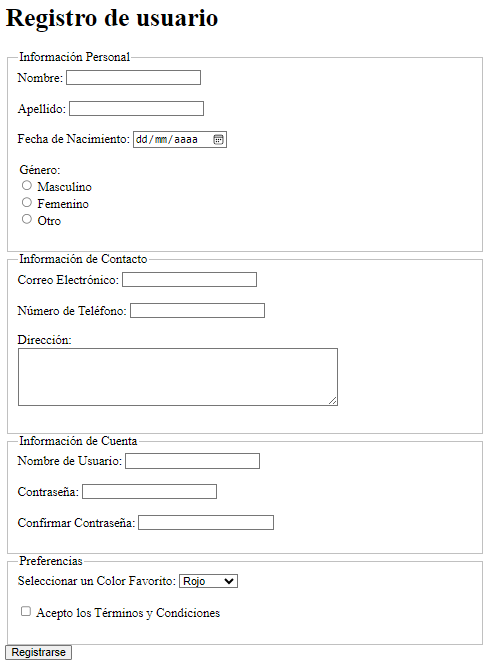 Registro de usuario
Información Personal
Nombre:
Apellido:
Fecha de Nacimiento: dd/mm/aaaa
Género:
Masculino
Femenino
Otro
Información de Contacto
Correo Electrónico:
Número de Teléfono:
Dirección:
Información de Cuenta
Nombre de Usuario:
Contraseña:
Confirmar Contraseña:
Preferencias
Seleccionar un Color Favorito: Rojo
Acepto los Términos y Condiciones
Registrarse